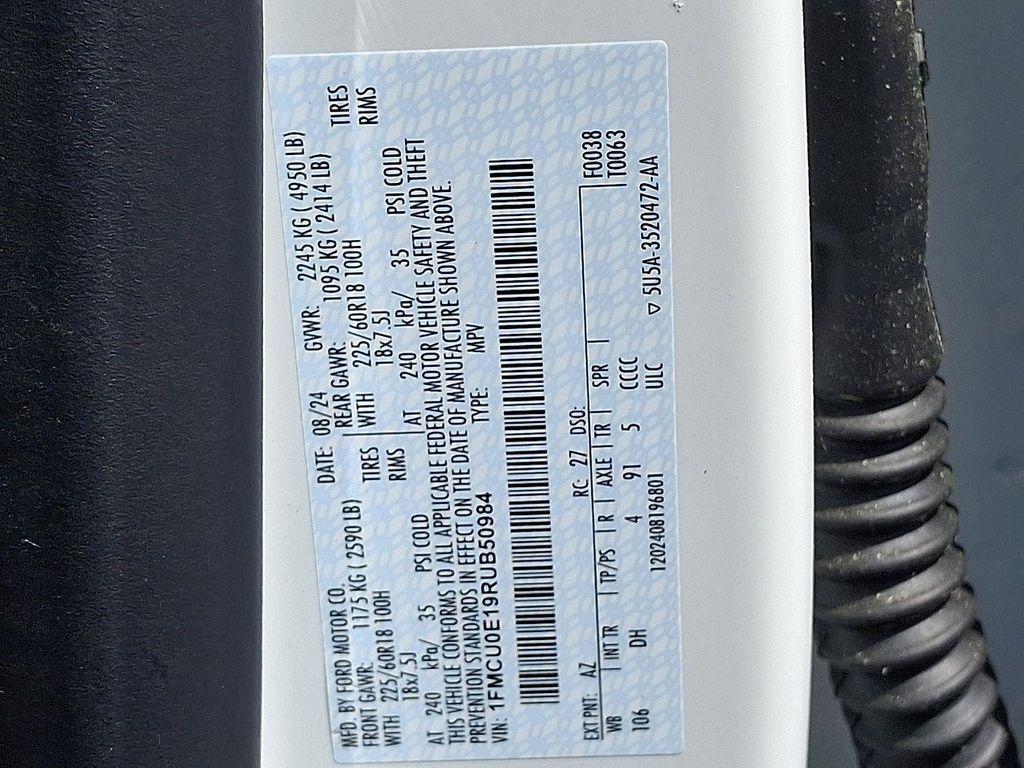 MFD. BY FORD MOTOR CO. DATE: 08/24 GVWR: 2245 KG ( 4950 LB)
FRONT GAWR: 1175 KG ( 2590 LB) REAR GAWR: 1095 KG ( 2414 LB)
WITH 225/60R18 100H TIRES WITH 225/60R18 100H TIRES
18x7.5J RIMS 18x7.5J RIMS
AT 240 kPa/ 35 PSI COLD AT 240 kPa/ 35 PSI COLD
THIS VEHICLE CONFORMS TO ALL APPLICABLE FEDERAL MOTOR VEHICLE SAFETY AND THEFT
PREVENTION STANDARDS IN EFFECT ON THE DATE OF MANUFACTURE SHOWN ABOVE.
VIN: 1FMCU0E19RUB50984 TYPE: MPV
EXT PNT: AZ RC: 27 DSO: F0038
WB INT TR TP/PS R AXLE TR SPR T0063
106 DH 4 91 5 CCCC
120240819680​1 ULC ▽ 5U5A-3520472-AA